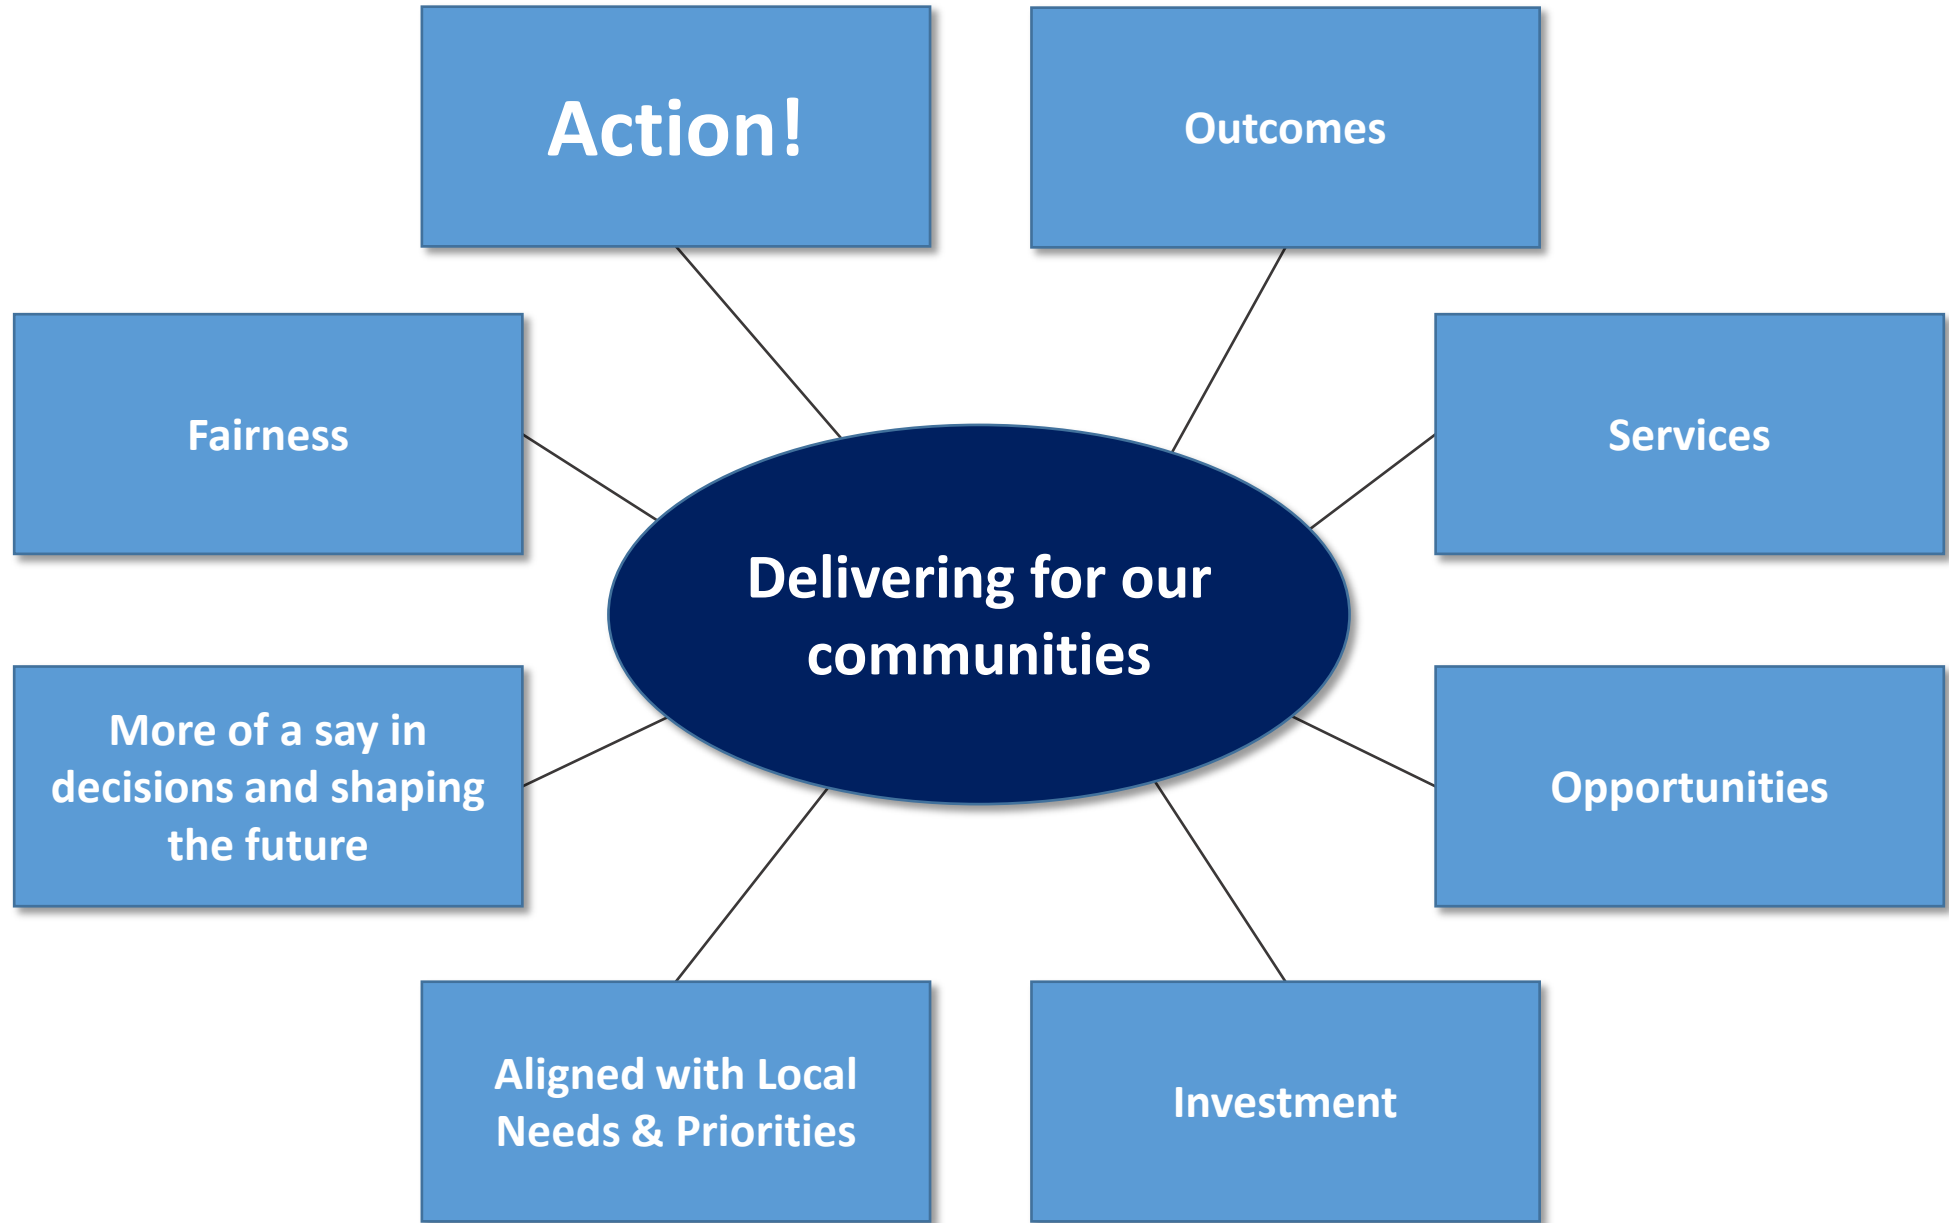 Action!
Outcomes
Fairness
Services
Delivering for our
communities
More of a say in
decisions and shaping
the future
Opportunities
Aligned with Local
Needs & Priorities
Investment